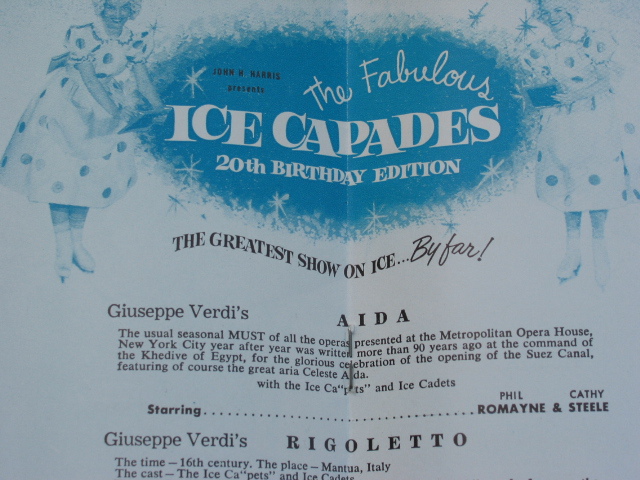 JOHN H. HARRIS
presents
The Fabulous
ICE CAPADES
20th BIRTHDAY EDITION
THE GREATEST SHOW ON ICE... By far!
Giuseppe Verdi's AIDA
The usual seasonal MUST of all the operas presented at the Metropolitan Opera House,
New York City year after year was written more than 90 years ago at the command of
the Khedive of Egypt, for the glorious celebration of the opening of the Suez Canal,
featuring of course the great aria Celeste Aida.
with the Ice Ca"pets" and Ice Cadets
PHIL CATHY
Starring.......................................ROMAYNE & STEELE
Giuseppe Verdi's RIGOLETTO
The time – 16th century. The place – Mantua, Italy
The cast – The Ice Ca"pets" and Ice Cadets